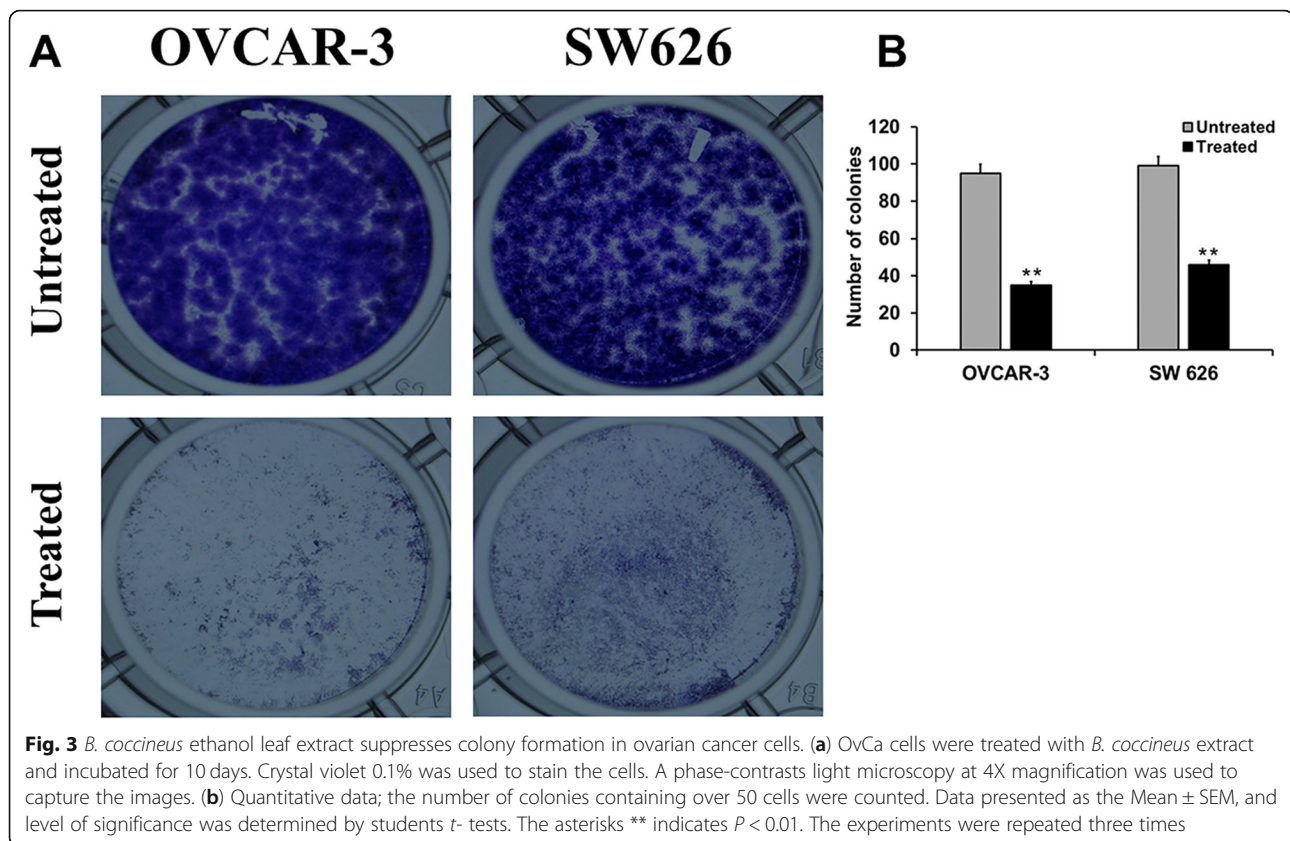 A
OVCAR-3
SW626
Untreated
Treated
B
Untreated
Treated
120
100
80
60
40
20
0
Number of colonies
**
**
OVCAR-3
SW 626
A4
B4
Fig. 3 B. coccineus ethanol leaf extract suppresses colony formation in ovarian cancer cells. (a) OvCa cells were treated with B. coccineus extract
and incubated for 10 days. Crystal violet 0.1% was used to stain the cells. A phase-contrasts light microscopy at 4X magnification was used to
capture the images. (b) Quantitative data; the number of colonies containing over 50 cells were counted. Data presented as the Mean ± SEM, and
level of significance was determined by students t- tests. The asterisks ** indicates P < 0.01. The experiments were repeated three times